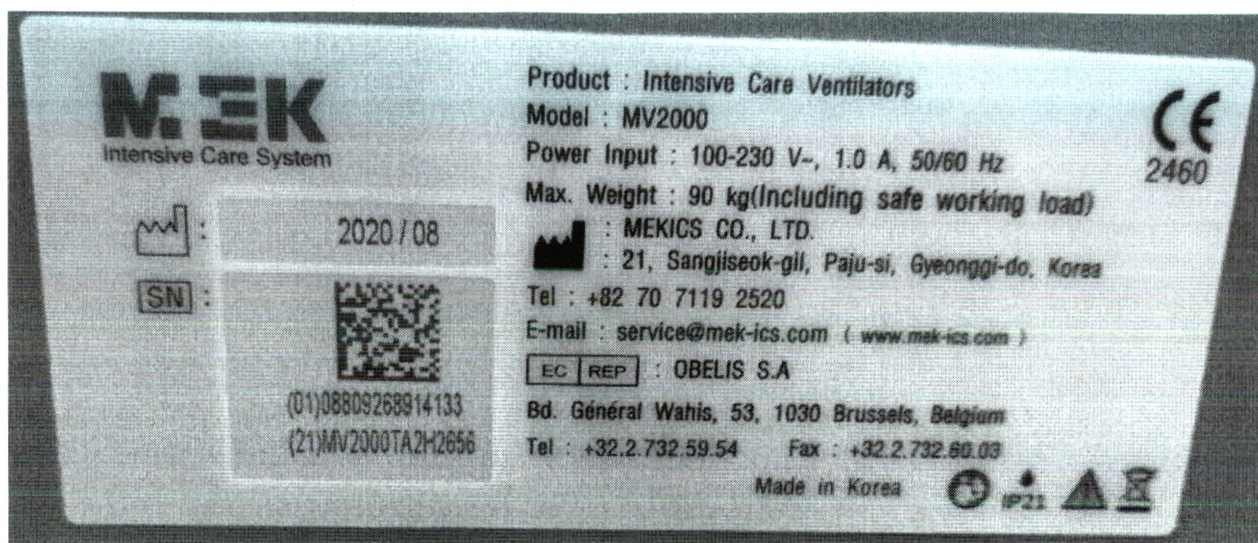 MEK
Intensive Care System
2020 / 08
SN :
(01)08809268914133
(21)MV2000TA2H2656
Product : Intensive Care Ventilators
Model : MV2000
Power Input : 100-230 V~, 1.0 A, 50/60 Hz
Max. Weight : 90 kg(Including safe working load)
: MEKICS CO., LTD.
: 21, Sangjiseok-gil, Paju-si, Gyeonggi-do, Korea
Tel : +82 70 7119 2520
E-mail : service@mek-ics.com ( www.mek-ics.com )
EC REP : OBELIS S.A
Bd. Général Wahis, 53, 1030 Brussels, Belgium
Tel : +32.2.732.59.54 Fax : +32.2.732.60.03
Made in Korea
IP21
CE
2460